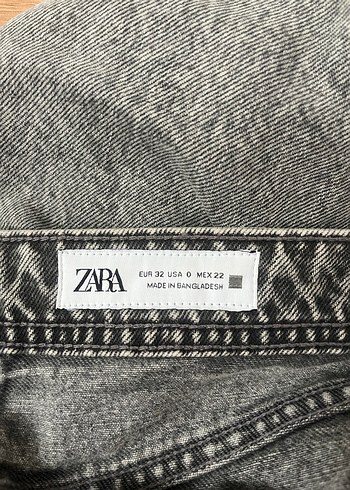 ZARA
EUR 32 USA 0 MEX 22
MADE IN BANGLADESH